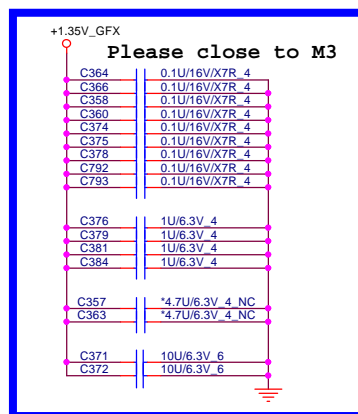 +1.35V_GFX
Please close to M3
C364 0.1U/16V/X7R_4
C366 0.1U/16V/X7R_4
C358 0.1U/16V/X7R_4
C360 0.1U/16V/X7R_4
C374 0.1U/16V/X7R_4
C375 0.1U/16V/X7R_4
C378 0.1U/16V/X7R_4
C792 0.1U/16V/X7R_4
C793 0.1U/16V/X7R_4
C376 1U/6.3V_4
C379 1U/6.3V_4
C381 1U/6.3V_4
C384 1U/6.3V_4
C357 *4.7U/6.3V_4_NC
C363 *4.7U/6.3V_4_NC
C371 10U/6.3V_6
C372 10U/6.3V_6